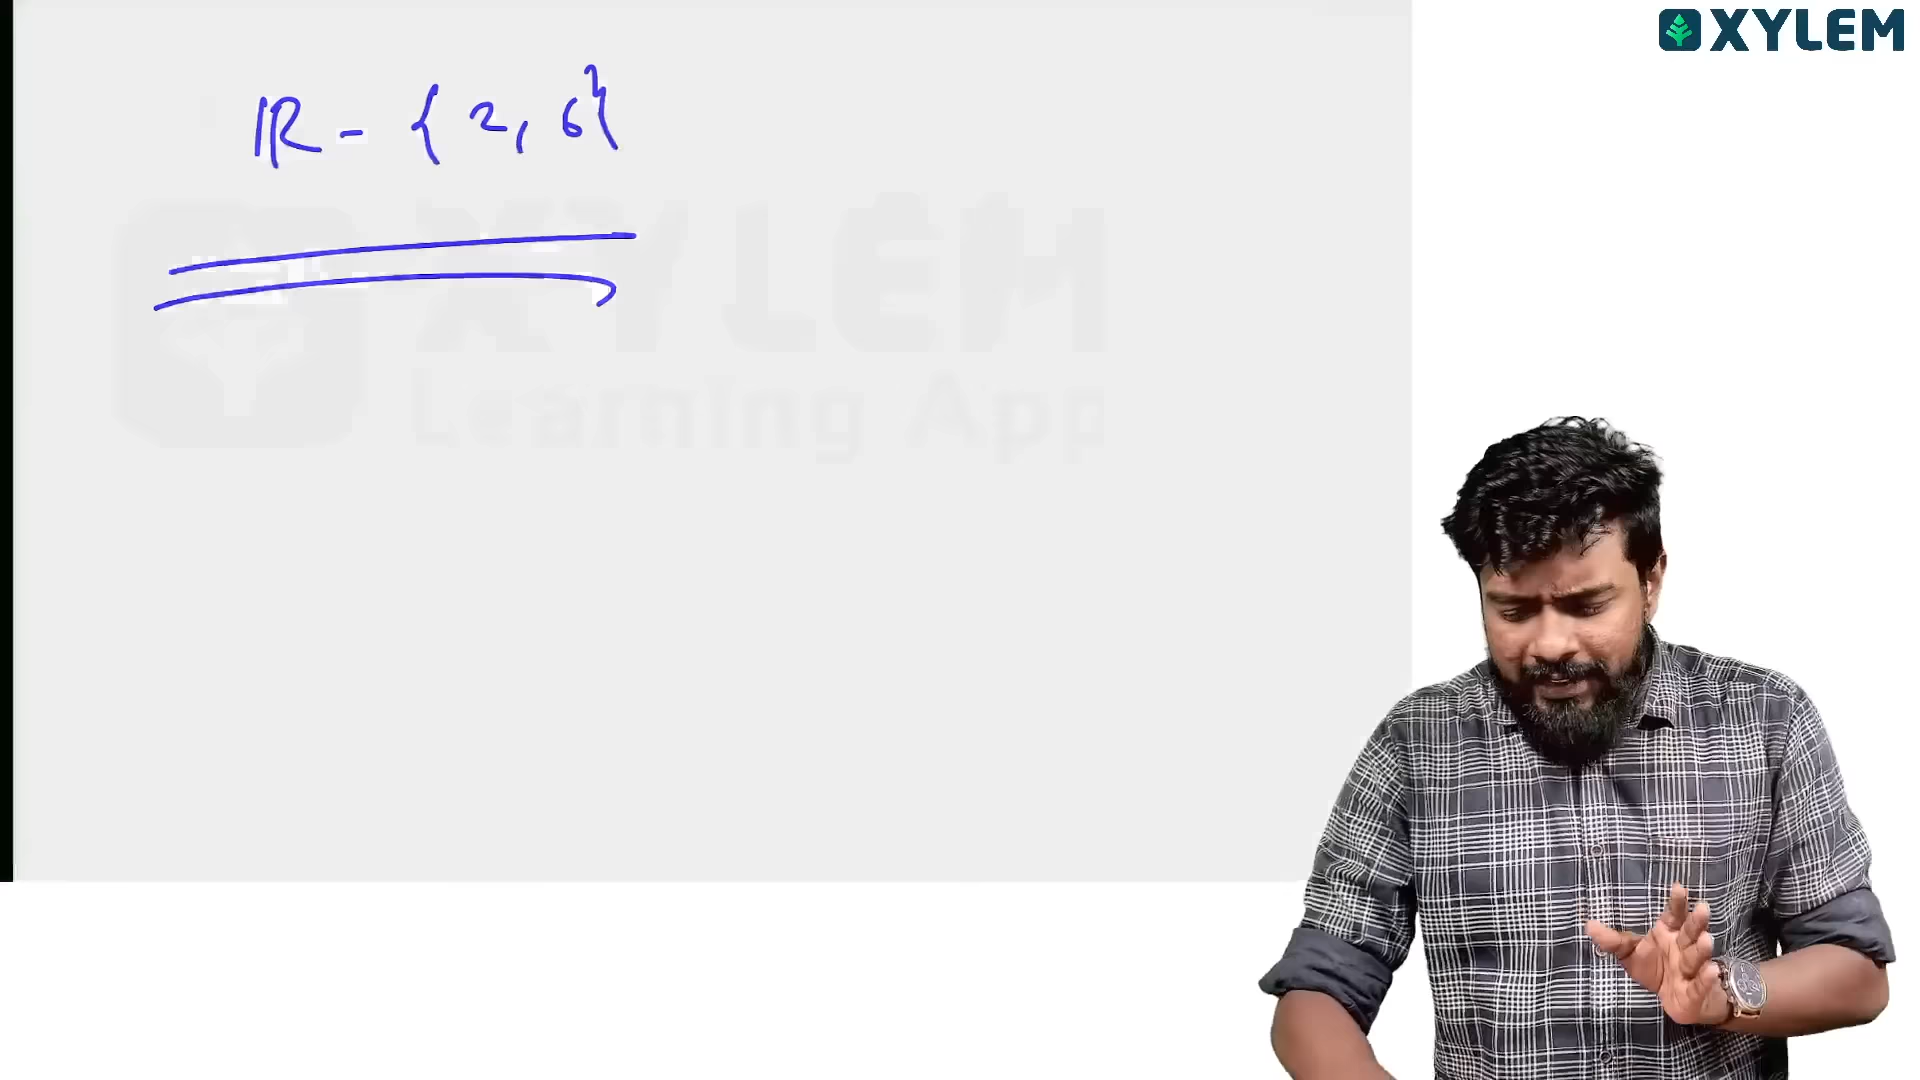 XYLEM
ℝ - {2, 6}
XYLEM
Learning App